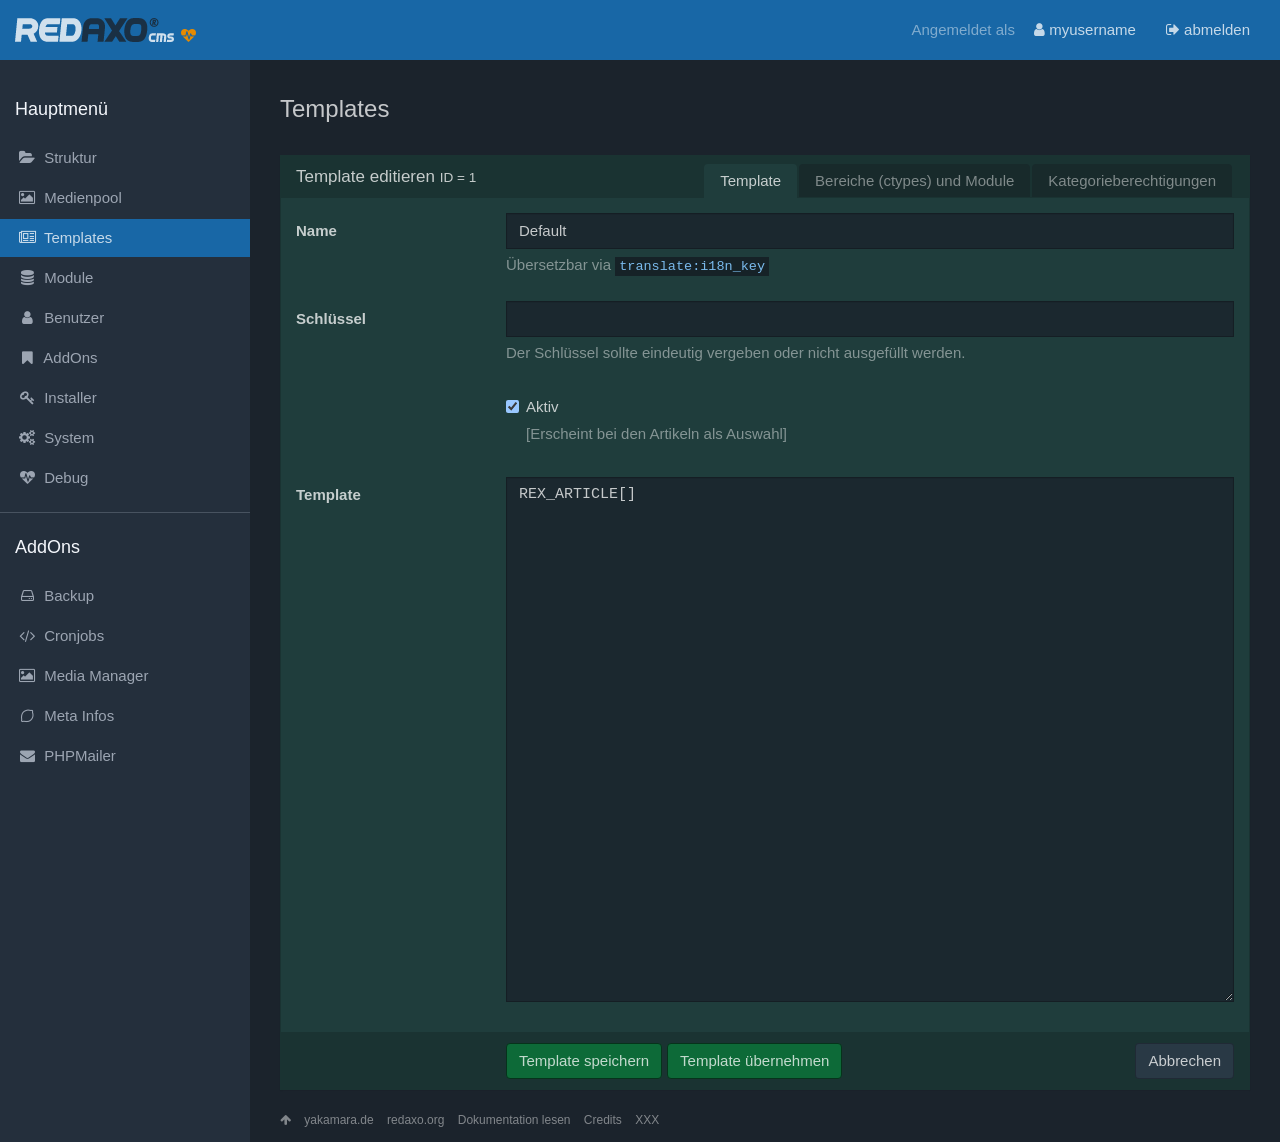 REDAXO® cms
Angemeldet als myusername abmelden
Hauptmenü
Struktur
Medienpool
Templates
Module
Benutzer
AddOns
Installer
System
Debug
AddOns
Backup
Cronjobs
Media Manager
Meta Infos
PHPMailer
Templates
Template editieren ID = 1
Template Bereiche (ctypes) und Module Kategorieberechtigungen
Name Default
Übersetzbar via translate:i18n_key
Schlüssel
Der Schlüssel sollte eindeutig vergeben oder nicht ausgefüllt werden.
Aktiv
[Erscheint bei den Artikeln als Auswahl]
Template REX_ARTICLE[]
Template speichern Template übernehmen Abbrechen
yakamara.de redaxo.org Dokumentation lesen Credits XXX